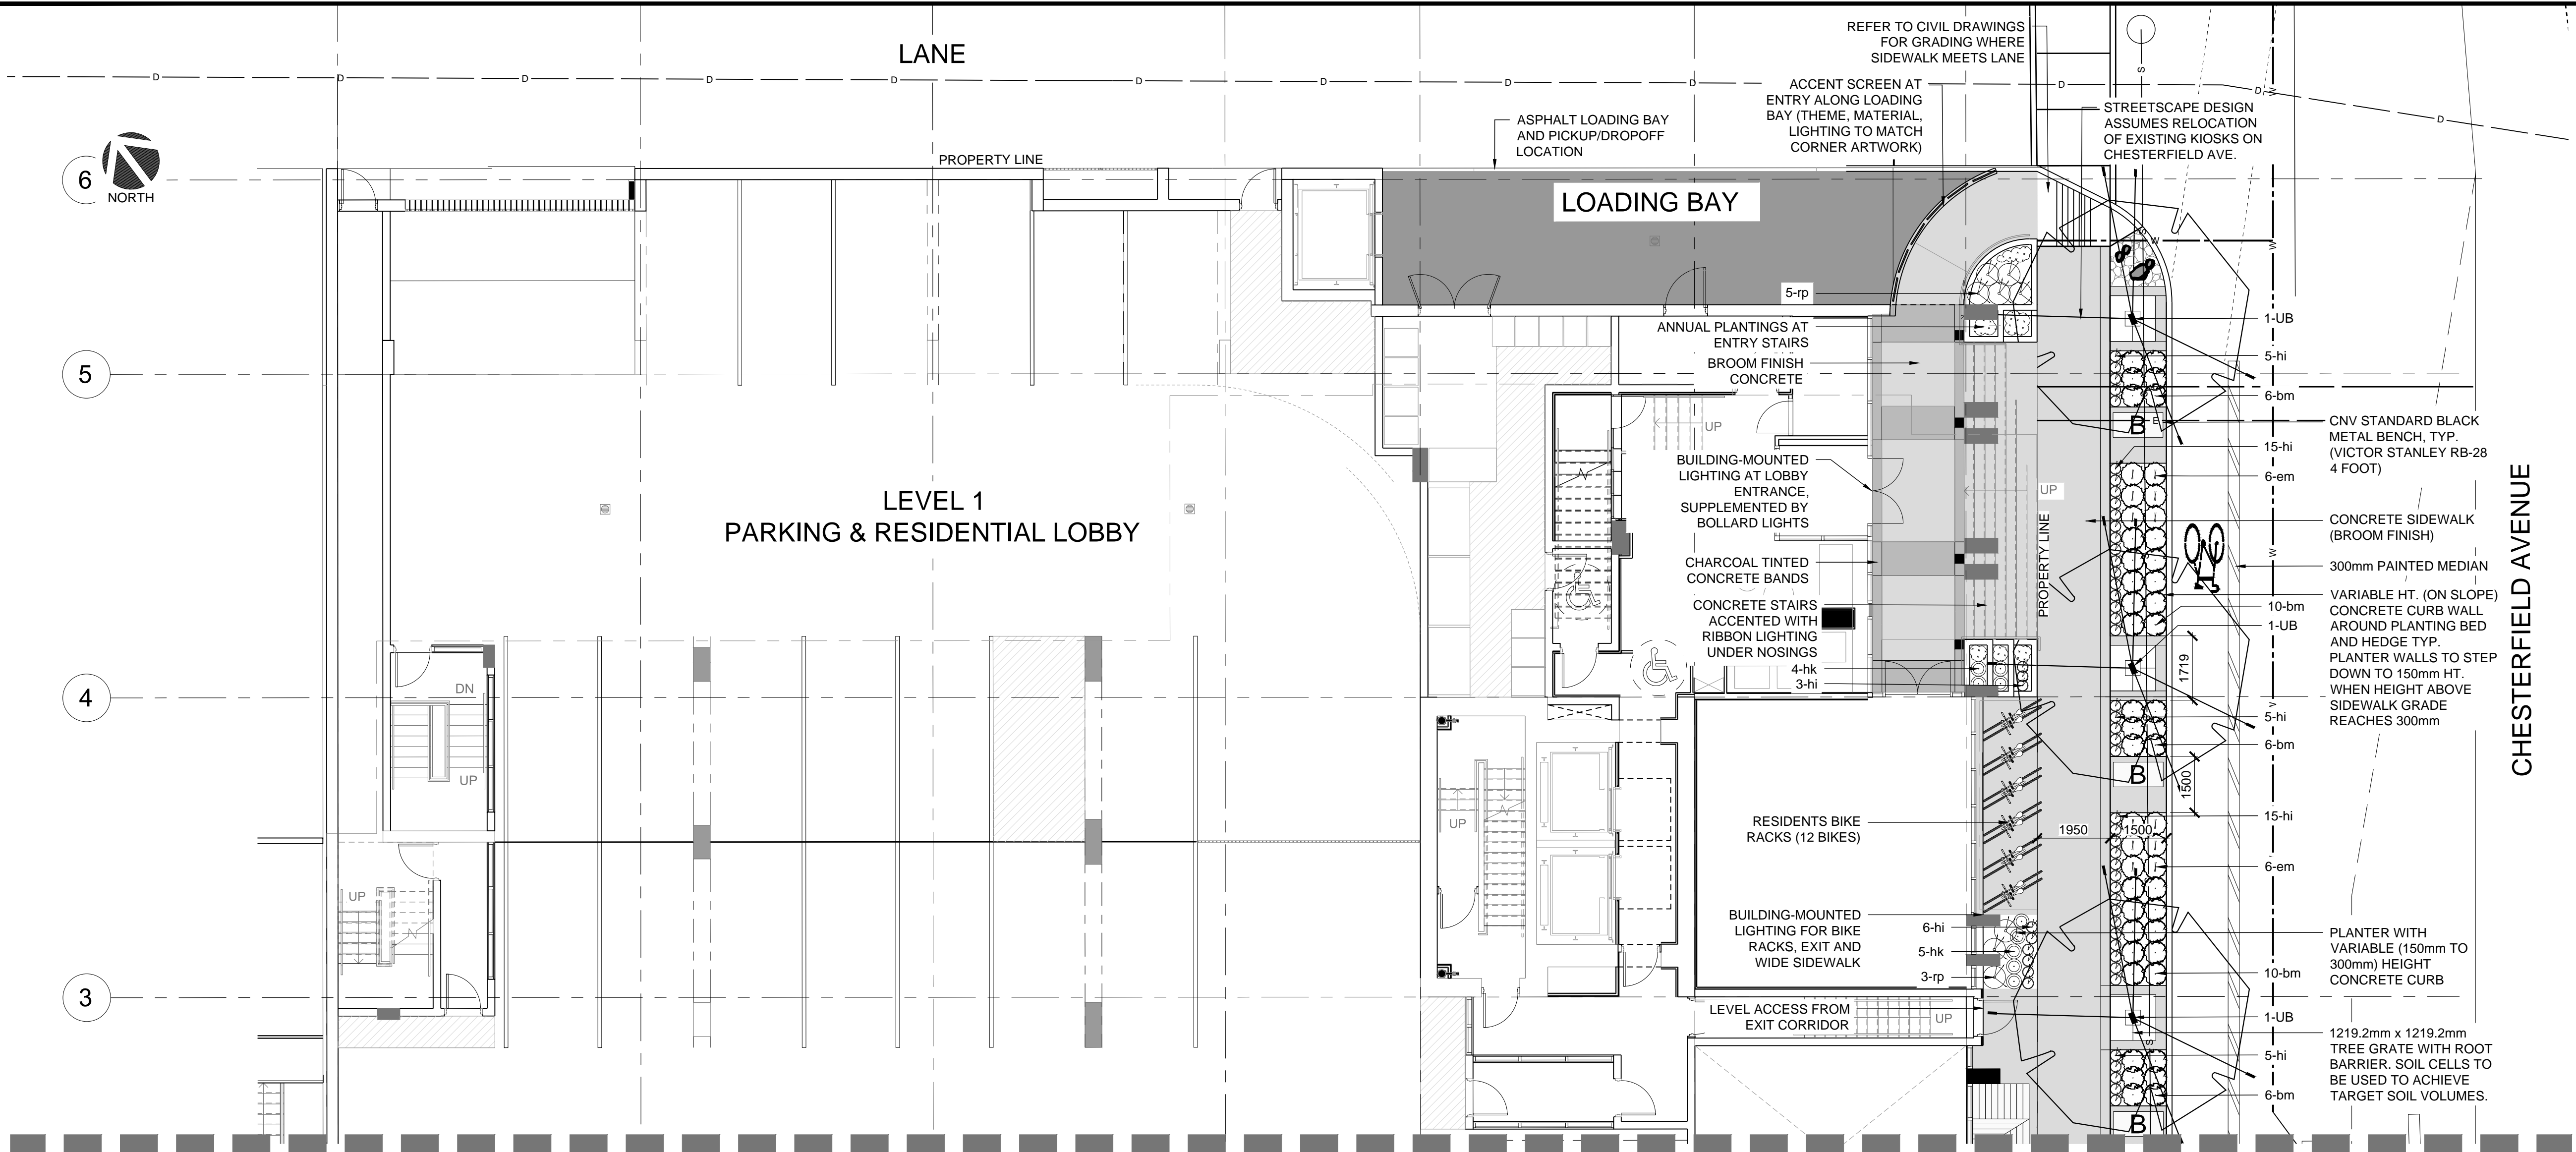 LANE
REFER TO CIVIL DRAWINGS
FOR GRADING WHERE
SIDEWALK MEETS LANE
D D D D D D D D D D D D
S
W
ACCENT SCREEN AT
ENTRY ALONG LOADING
BAY (THEME, MATERIAL,
LIGHTING TO MATCH
CORNER ARTWORK)
ASPHALT LOADING BAY
AND PICKUP/DROPOFF
LOCATION
STREETSCAPE DESIGN
ASSUMES RELOCATION
OF EXISTING KIOSKS ON
CHESTERFIELD AVE.
6
NORTH
PROPERTY LINE
LOADING BAY
W
W
5-rp
1-UB
ANNUAL PLANTINGS AT
ENTRY STAIRS
BROOM FINISH
CONCRETE
5-hi
5
6-bm
UP
B
E
CNV STANDARD BLACK
METAL BENCH, TYP.
(VICTOR STANLEY RB-28
4 FOOT)
15-hi
6-em
BUILDING-MOUNTED
LIGHTING AT LOBBY
ENTRANCE,
SUPPLEMENTED BY
BOLLARD LIGHTS
UP
LEVEL 1
PARKING & RESIDENTIAL LOBBY
PROPERTY LINE
CONCRETE SIDEWALK
(BROOM FINISH)
CHESTERFIELD AVENUE
W
300mm PAINTED MEDIAN
CHARCOAL TINTED
CONCRETE BANDS
CONCRETE STAIRS
ACCENTED WITH
RIBBON LIGHTING
UNDER NOSINGS
VARIABLE HT. (ON SLOPE)
CONCRETE CURB WALL
AROUND PLANTING BED
AND HEDGE TYP.
PLANTER WALLS TO STEP
DOWN TO 150mm HT.
WHEN HEIGHT ABOVE
SIDEWALK GRADE
REACHES 300mm
10-bm
1-UB
4-hk
3-hi
1719
4
DN
UP
5-hi
6-bm
B
1500
UP
RESIDENTS BIKE
RACKS (12 BIKES)
1950
1500
15-hi
6-em
UP
BUILDING-MOUNTED
LIGHTING FOR BIKE
RACKS, EXIT AND
WIDE SIDEWALK
6-hi
5-hk
3-rp
PLANTER WITH
VARIABLE (150mm TO
300mm) HEIGHT
CONCRETE CURB
10-bm
3
LEVEL ACCESS FROM
EXIT CORRIDOR
UP
1-UB
S
1219.2mm x 1219.2mm
TREE GRATE WITH ROOT
BARRIER. SOIL CELLS TO
BE USED TO ACHIEVE
TARGET SOIL VOLUMES.
5-hi
6-bm
B